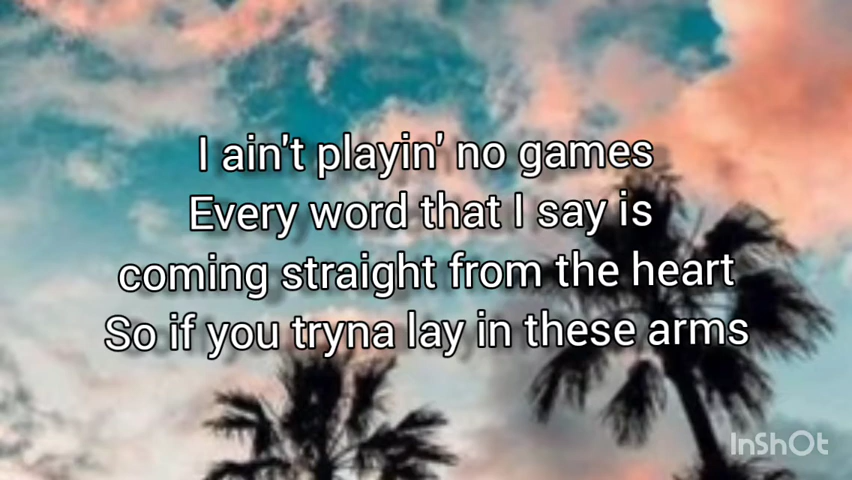 I ain't playin' no games
Every word that I say is
coming straight from the heart
So if you tryna lay in these arms
InShOt